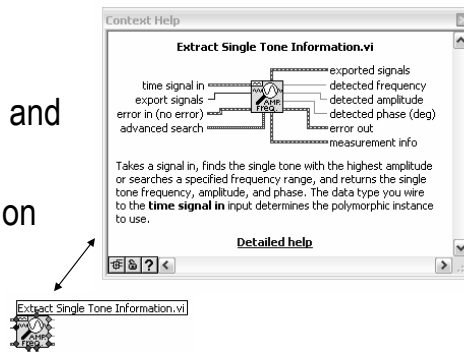 Context Help
Extract Single Tone Information.vi
exported signals
time signal in
detected frequency
export signals
detected amplitude
error in (no error)
detected phase (deg)
advanced search
error out
measurement info
AMP.
FREQ.
and
Takes a signal in, finds the single tone with the highest amplitude
or searches a specified frequency range, and returns the single
tone frequency, amplitude, and phase. The data type you wire
to the time signal in input determines the polymorphic instance
to use.
on
Detailed help
?
Extract Single Tone Information.vi
AMP.
FREQ.